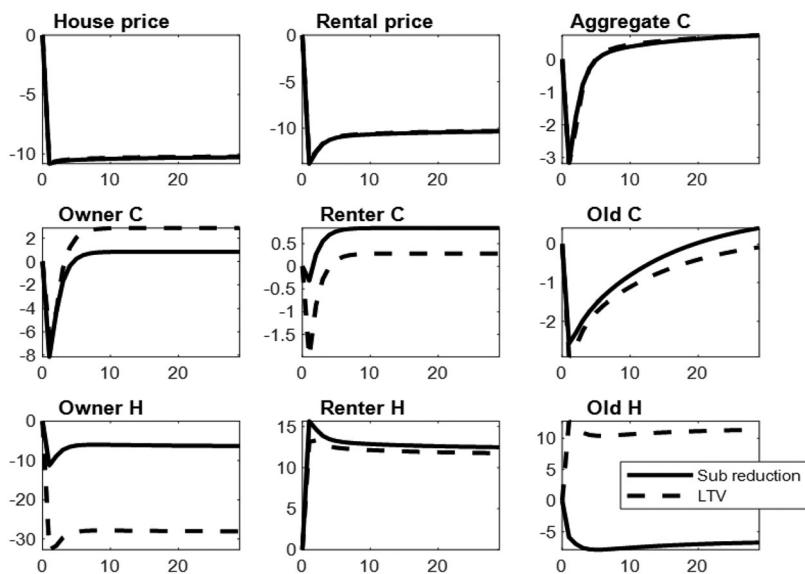 House price Rental price Aggregate C
0 0 0
-5 -5 -1
-10 -10 -2
-3
0 10 20 0 10 20 0 10 20
Owner C Renter C Old C
2 0.5 0
0 0
-2 -0.5 -1
-4 -1 -2
-6 -1.5
-8
0 10 20 0 10 20 0 10 20
Owner H Renter H Old H
0 15 10
-10 10 5
-20 5 0
-30 0 -5
0 10 20 0 10 20 0 10 20
Sub reduction
LTV